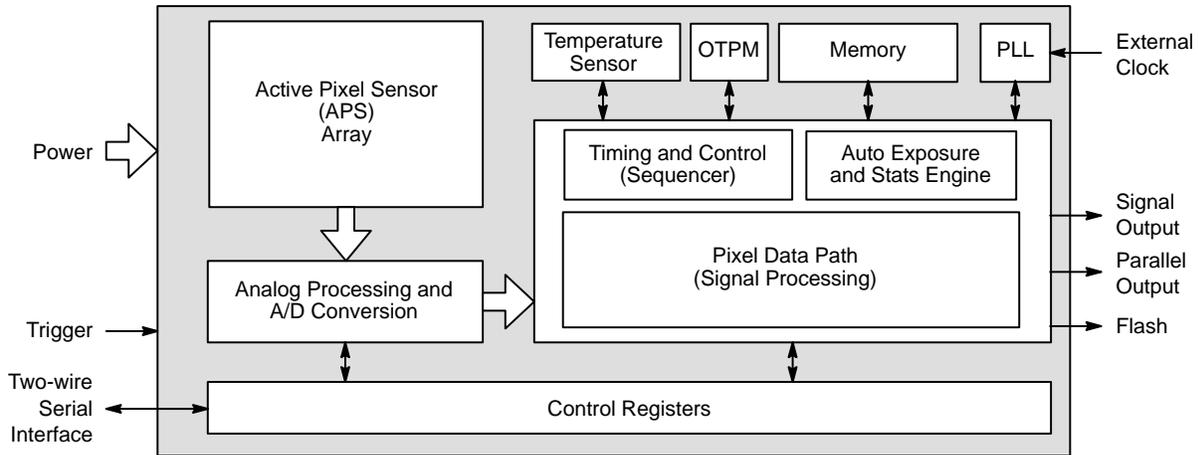 Temperature
Sensor
OTPM
Memory
PLL
External
Clock
Active Pixel Sensor
(APS)
Array
Power
Timing and Control
(Sequencer)
Auto Exposure
and Stats Engine
Signal
Output
Pixel Data Path
(Signal Processing)
Parallel
Output
Analog Processing and
A/D Conversion
Trigger
Flash
Two-wire
Serial
Interface
Control Registers